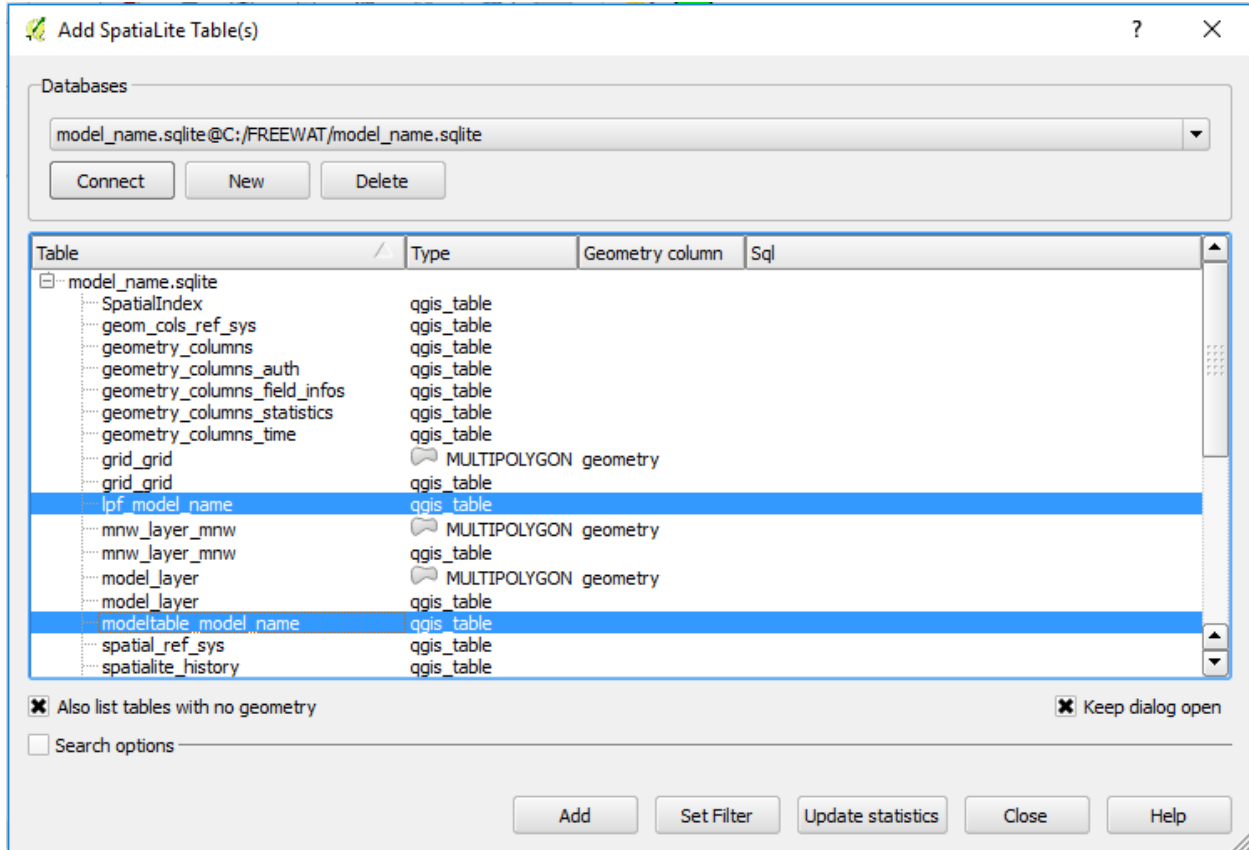 Add SpatiaLite Table(s) ?
Databases
model_name.sqlite@C:/FREEWAT/model_name.sqlite
Connect New Delete
Table Type Geometry column Sql
model_name.sqlite
SpatialIndex qgis_table
geom_cols_ref_sys qgis_table
geometry_columns qgis_table
geometry_columns_auth qgis_table
geometry_columns_field_infos qgis_table
geometry_columns_statistics qgis_table
geometry_columns_time qgis_table
grid_grid MULTIPOLYGON geometry
grid_grid qgis_table
lpf_model_name qgis_table
mnw_layer_mnw MULTIPOLYGON geometry
mnw_layer_mnw qgis_table
model_layer MULTIPOLYGON geometry
model_layer qgis_table
modeltable_model_name qgis_table
spatial_ref_sys qgis_table
spatialite_history qgis_table
Also list tables with no geometry Keep dialog open
Search options
Add Set Filter Update statistics Close Help